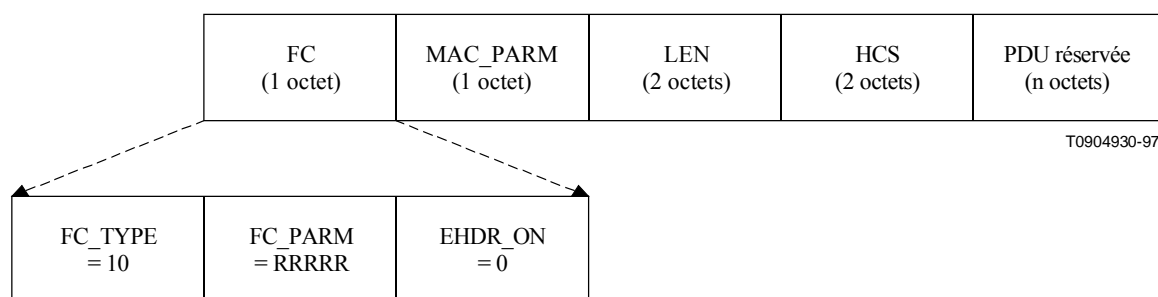 FC
(1 octet)
MAC_PARM
(1 octet)
LEN
(2 octets)
HCS
(2 octets)
PDU réservée
(n octets)
T0904930-97
FC_TYPE
= 10
FC_PARM
= RRRRR
EHDR_ON
= 0